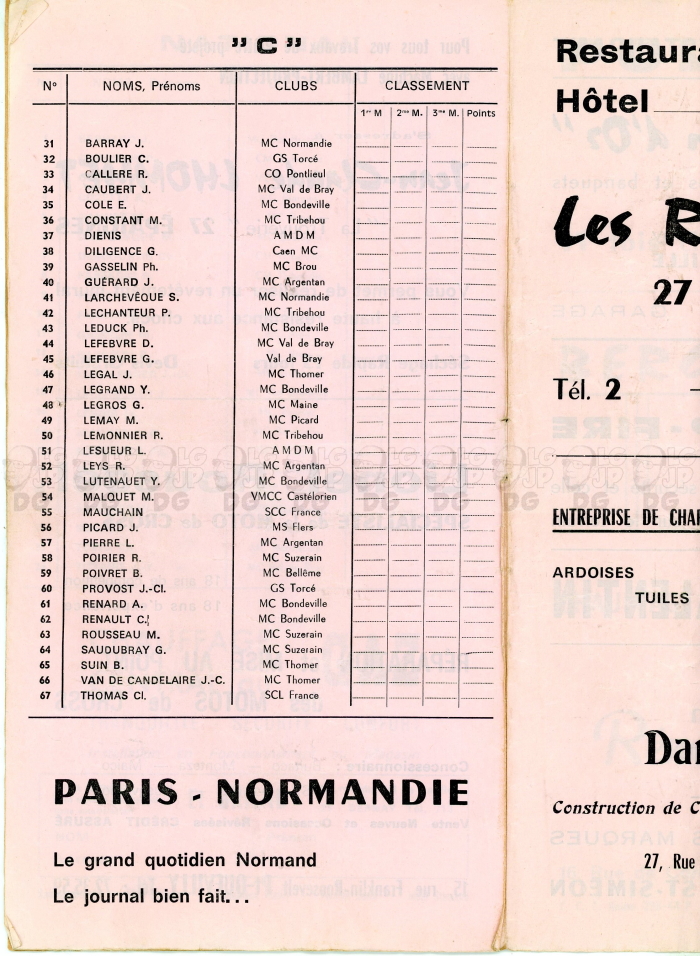 "C"
N° NOMS, Prénoms CLUBS CLASSEMENT
1er M 2me M. 3me M. Points
31 BARRAY J. MC Normandie
32 BOULIER C. GS Torcé
33 CALLERE R. CO Pontlieul
34 CAUBERT J. MC Val de Bray
35 COLE E. MC Bondeville
36 CONSTANT M. MC Tribehou
37 DIENIS AMDM
38 DILIGENCE G. Caen MC
39 GASSELIN Ph. MC Brou
40 GUÉRARD J. MC Argentan
41 LARCHEVÊQUE S. MC Normandie
42 LECHANTEUR P. MC Tribehou
43 LEDUCK Ph. MC Bondeville
44 LEFEBVRE D. MC Val de Bray
45 LEFEBVRE G. Val de Bray
46 LEGAL J. MC Thomer
47 LEGRAND Y. MC Bondeville
48 LEGROS G. MC Maine
49 LEMAY M. MC Picard
50 LEMONNIER R. MC Tribehou
51 LESUEUR L. AMDM
52 LEYS R. MC Argentan
53 LUTENAUET Y. MC Bondeville
54 MALQUET M. VMCC Castélorien
55 MAUCHAIN SCC France
56 PICARD J. MS Flers
57 PIERRE L. MC Argentan
58 POIRIER R. MC Suzerain
59 POIVRET B. MC Bellême
60 PROVOST J.-Cl. GS Torcé
61 RENARD A. MC Bondeville
62 RENAULT C. MC Bondeville
63 ROUSSEAU M. MC Suzerain
64 SAUOUBRAY G. MC Suzerain
65 SUIN B. MC Thomer
66 VAN DE CANDELAIRE J.-C. MC Thomer
67 THOMAS Cl. SCL France
PARIS - NORMANDIE
Le grand quotidien Normand
Le journal bien fait...
Restaura
Hôtel
Les R
27
Tél. 2 —
ENTREPRISE DE CHAR
ARDOISES
TUILES
Dan
Construction de C
27, Rue
LG JP DG